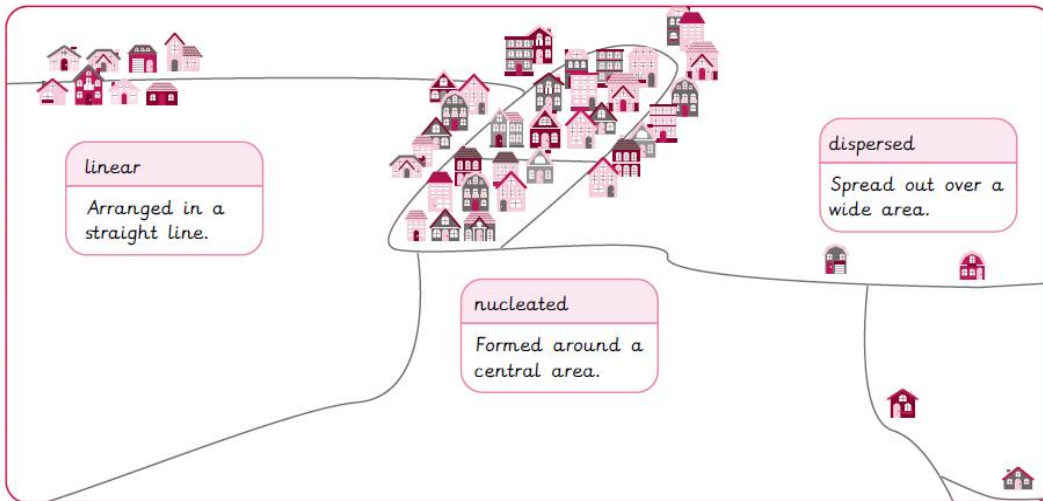 linear
Arranged in a
straight line.
nucleated
Formed around a
central area.
dispersed
Spread out over a
wide area.